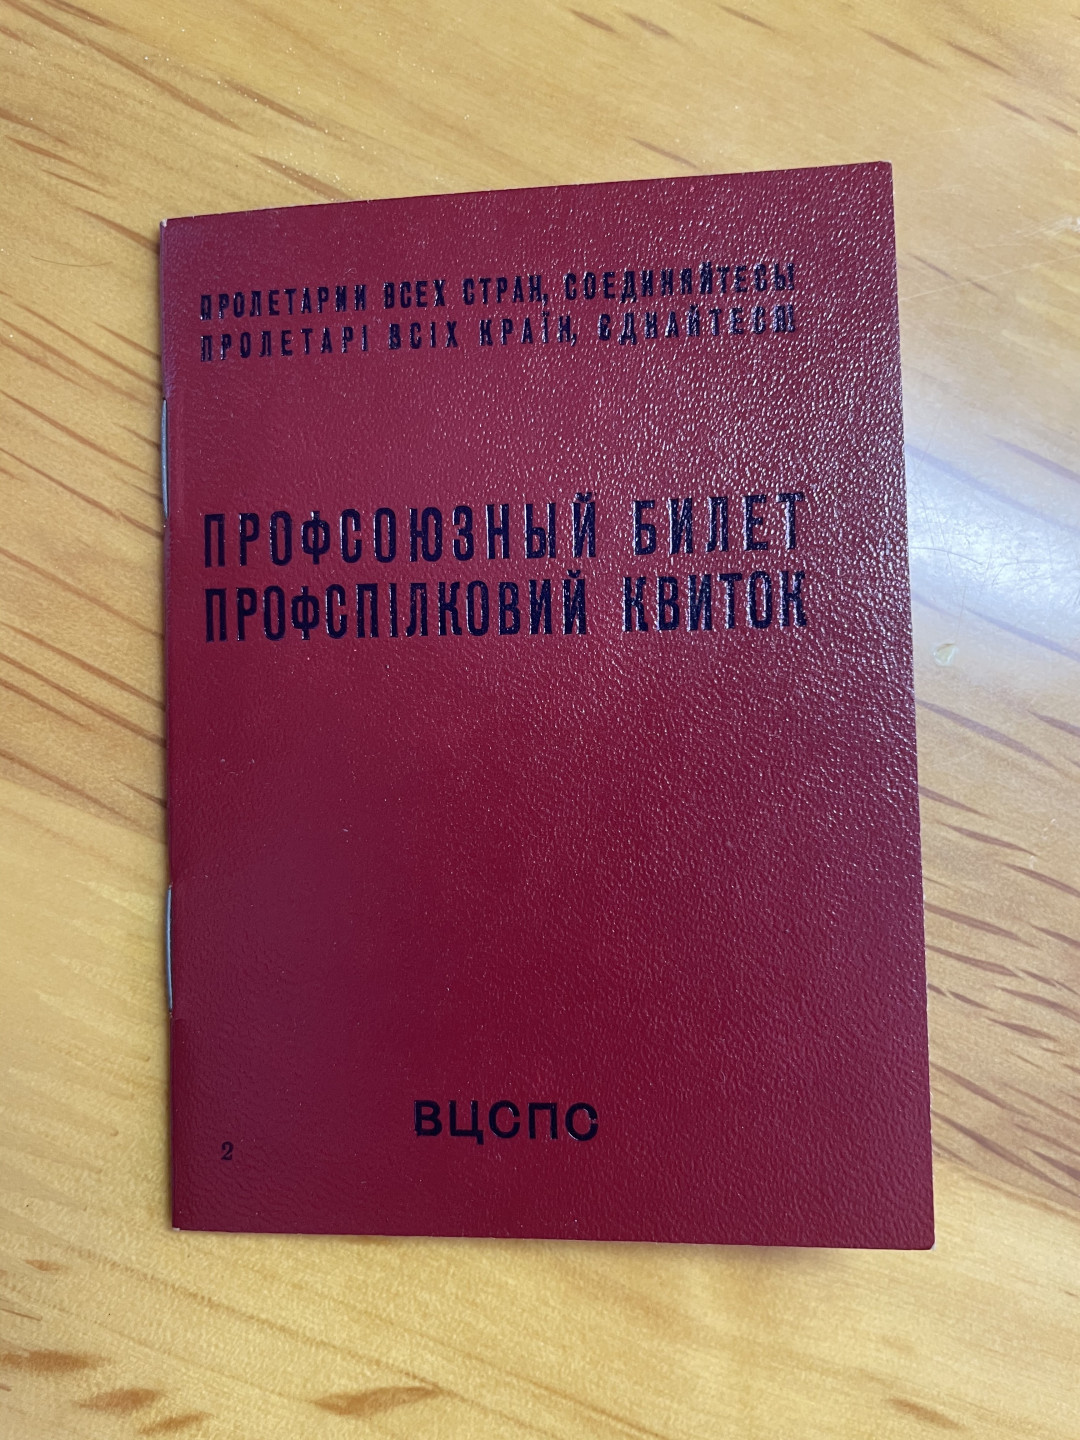 ПРОЛЕТАРИИ ВСЕХ СТРАН, СОЕДИНЯЙТЕСЬ!
ПРОЛЕТАРІ ВСІХ КРАЇН, ЄДНАЙТЕСЯ!
ПРОФСОЮЗНЫЙ БИЛЕТ
ПРОФСПІЛКОВИЙ КВИТОК
ВЦСПС
2